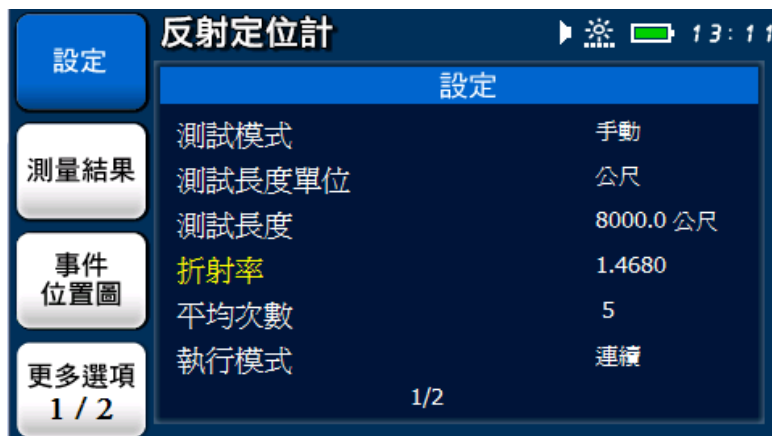 設定
測量結果
事件
位置圖
更多選項
1 / 2
反射定位計
13:11
設定
測試模式 手動
測試長度單位 公尺
測試長度 8000.0 公尺
折射率 1.4680
平均次數 5
執行模式 連續
1/2